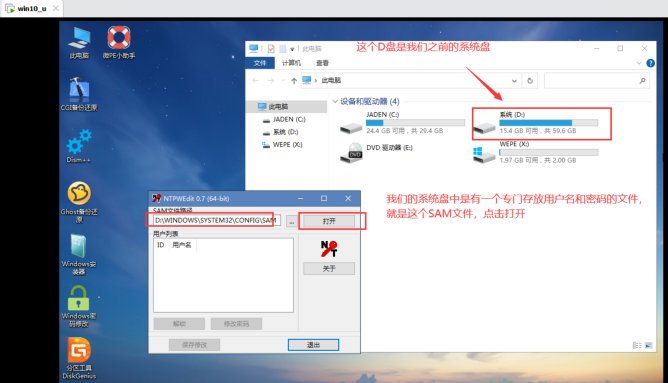 win10_u
这个D盘是我们之前的系统盘
此电脑
微PE小助手
此电脑
文件
计算机
查看
此电脑
CGI备份还原
此电脑
JADEN (C:)
系统 (D:)
WEPE (X:)
设备和驱动器 (4)
JADEN (C:)
24.4 GB 可用，共 29.4 GB
系统 (D:)
15.4 GB 可用，共 59.6 GB
DVD 驱动器 (E:)
WEPE (X:)
1.97 GB 可用，共 2.00 GB
Dism++
Ghost备份还原
NTPWEdit 0.7 (64-bit)
SAM文件路径
D:\WINDOWS\SYSTEM32\CONFIG\SAM
...
打开
用户列表
ID 用户名
关于
解锁
修改密码
保存修改
退出
我们的系统盘中是有一个专门存放用户名和密码的文件，
就是这个SAM文件，点击打开
Windows安装器
Windows密码修改
分区工具
DiskGenius